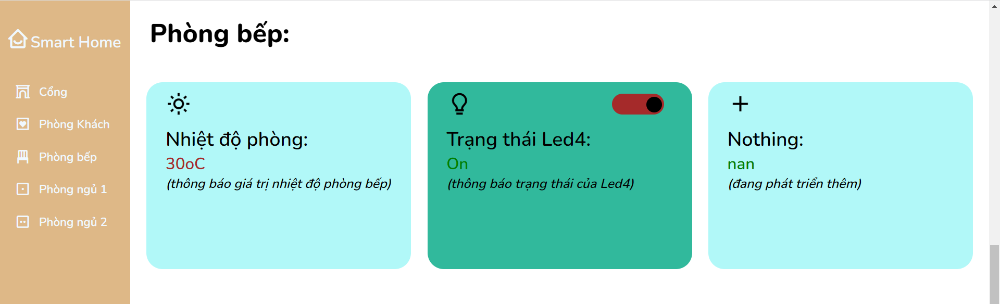 Smart Home
Cổng
Phòng Khách
Phòng bếp
Phòng ngủ 1
Phòng ngủ 2
Phòng bếp:
Nhiệt độ phòng:
30oC
(thông báo giá trị nhiệt độ phòng bếp)
Trạng thái Led4:
On
(thông báo trạng thái của Led4)
Nothing:
nan
(đang phát triển thêm)